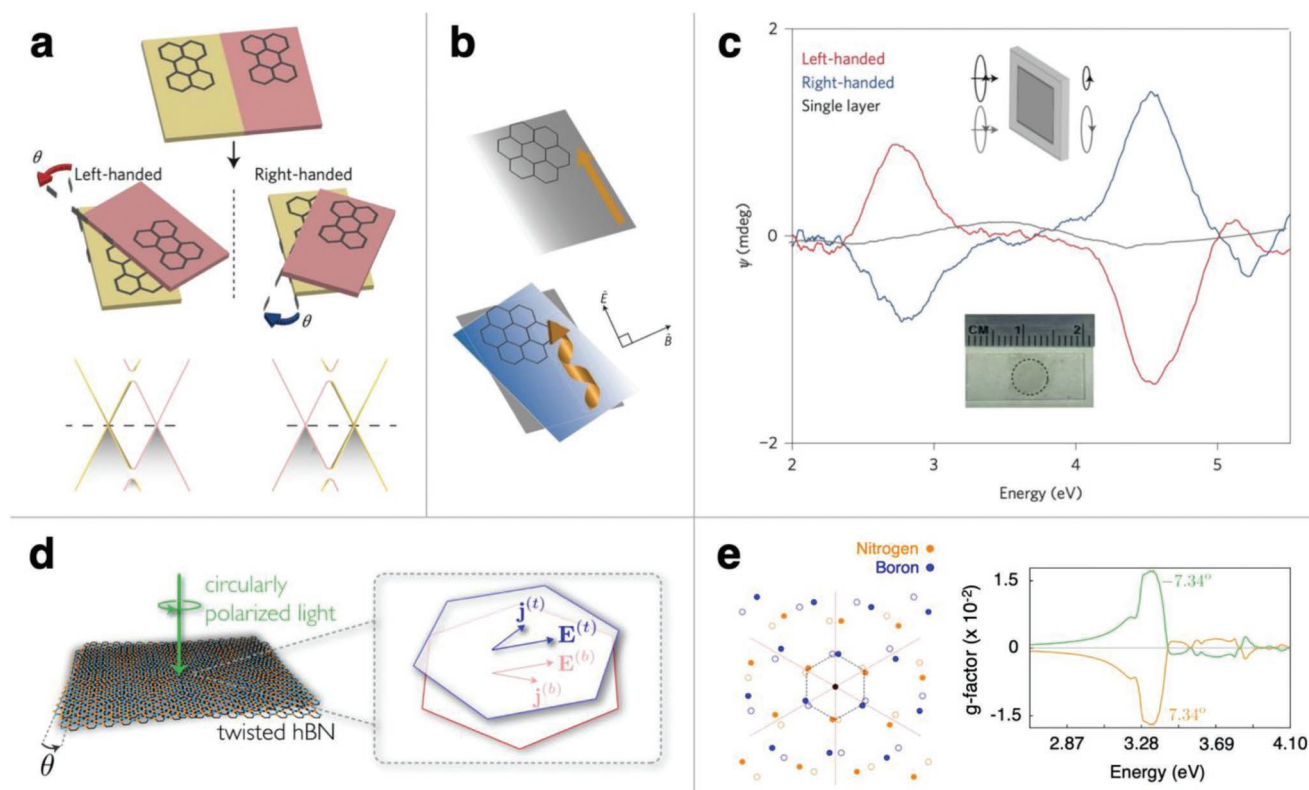 a
θ
Left-handed
Right-handed
θ
b
E
B
c
2
0
−2
ψ (mdeg)
Left-handed
Right-handed
Single layer
CM 1 2
2 3 4 5
Energy (eV)
d
circularly
polarized light
twisted hBN
θ
j(t)
E(t)
E(b)
j(b)
e
Nitrogen
Boron
g-factor (x 10-2)
1.5
0
-1.5
−7.34°
7.34°
2.87 3.28 3.69 4.10
Energy (eV)